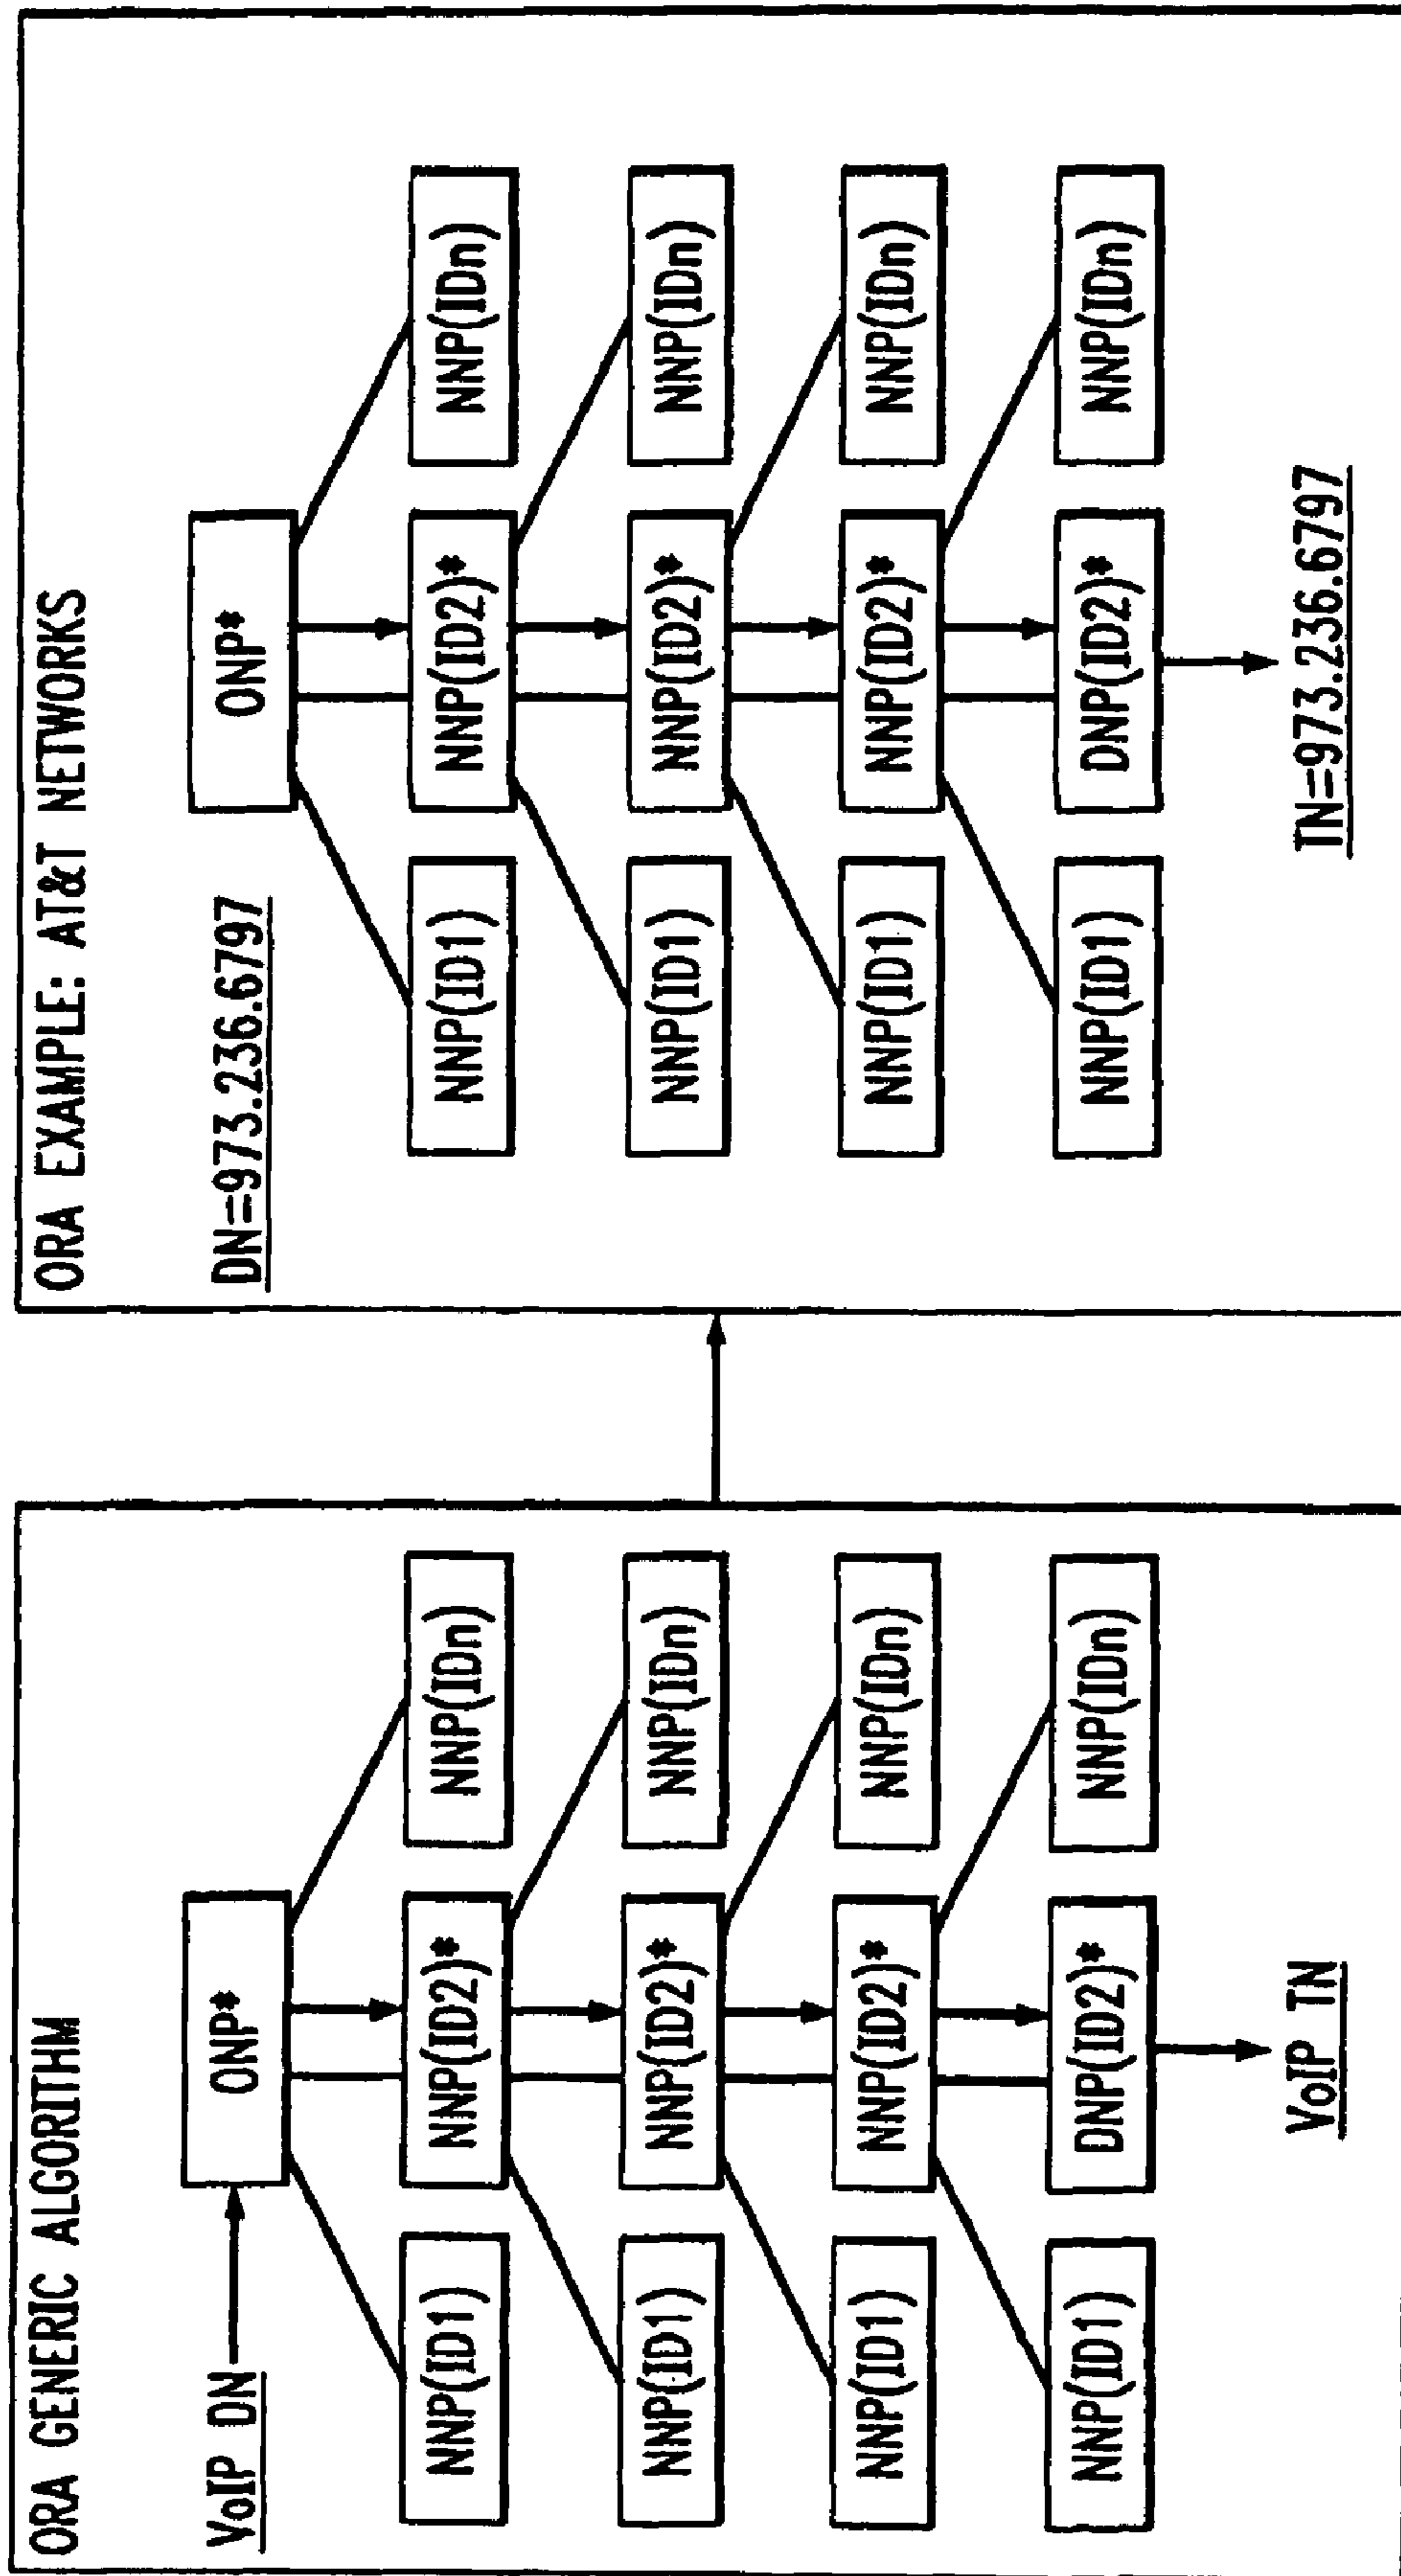 ORA GENERIC ALGORITHM
VoIP DN
ONP*
NNP(ID1)
NNP(ID2)*
NNP(IDn)
NNP(ID1)
NNP(ID2)*
NNP(IDn)
NNP(ID1)
NNP(ID2)*
NNP(IDn)
NNP(ID1)
DNP(ID2)*
NNP(IDn)
VoIP TN
ORA EXAMPLE: AT&T NETWORKS
DN=973.236.6797
ONP*
NNP(ID1)
NNP(ID2)*
NNP(IDn)
NNP(ID1)
NNP(ID2)*
NNP(IDn)
NNP(ID1)
NNP(ID2)*
NNP(IDn)
NNP(ID1)
DNP(ID2)*
NNP(IDn)
TN=973.236.6797